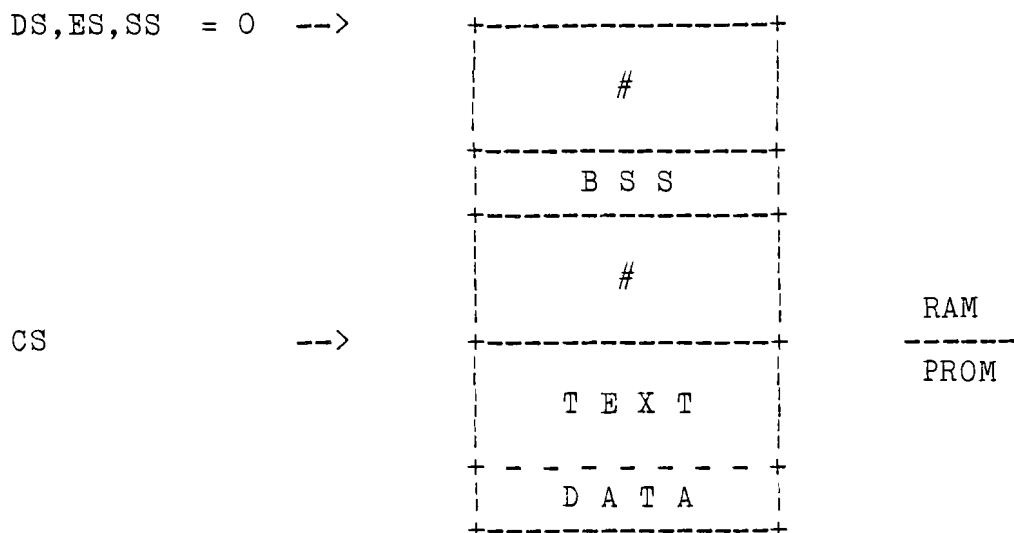 DS,ES,SS = 0 -->
#
B S S
#
RAM
CS -->
PROM
T E X T
D A T A